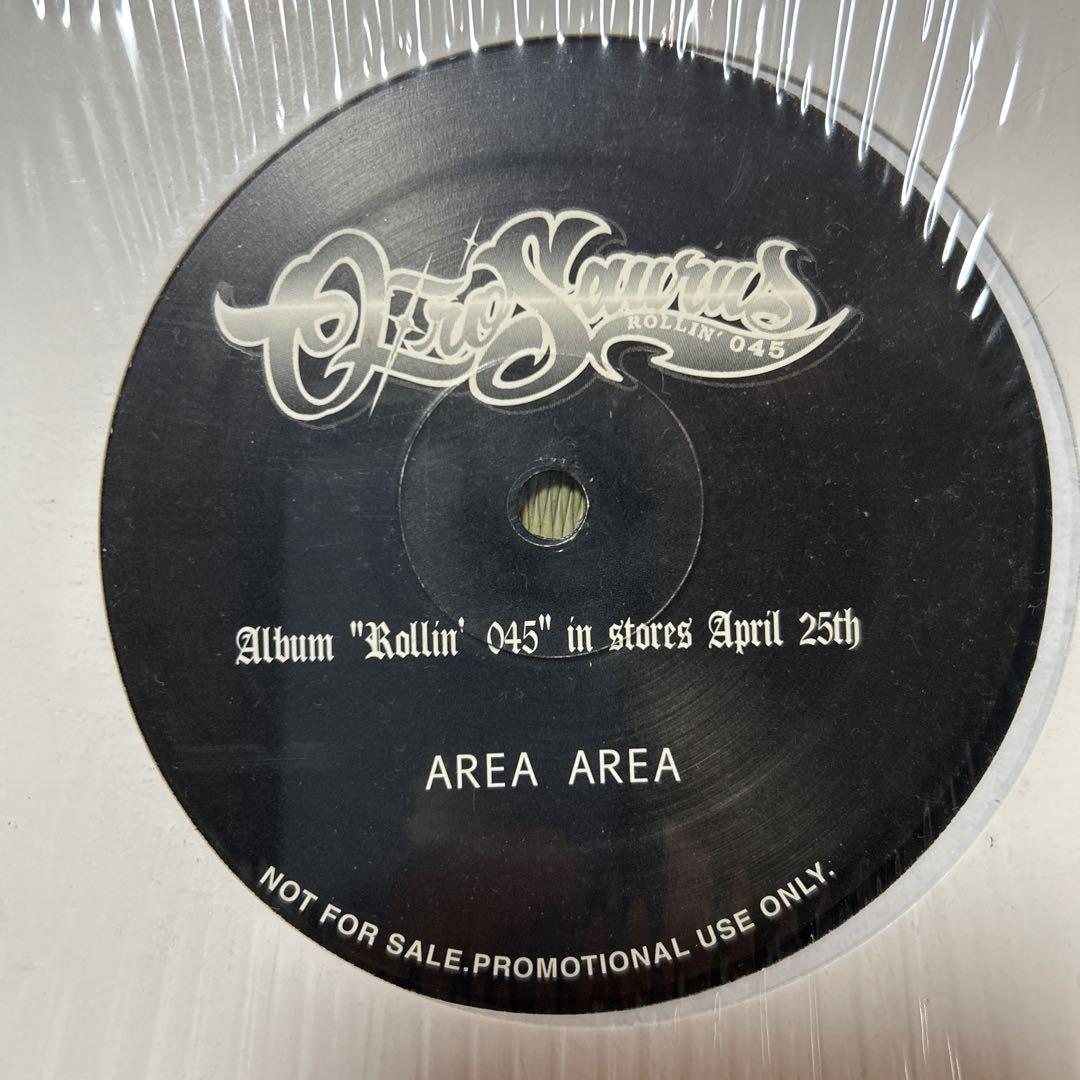 OzroSaurus
ROLLIN' 045
Album "Rollin' 045" in stores April 25th
AREA AREA
NOT FOR SALE.PROMOTIONAL USE ONLY.